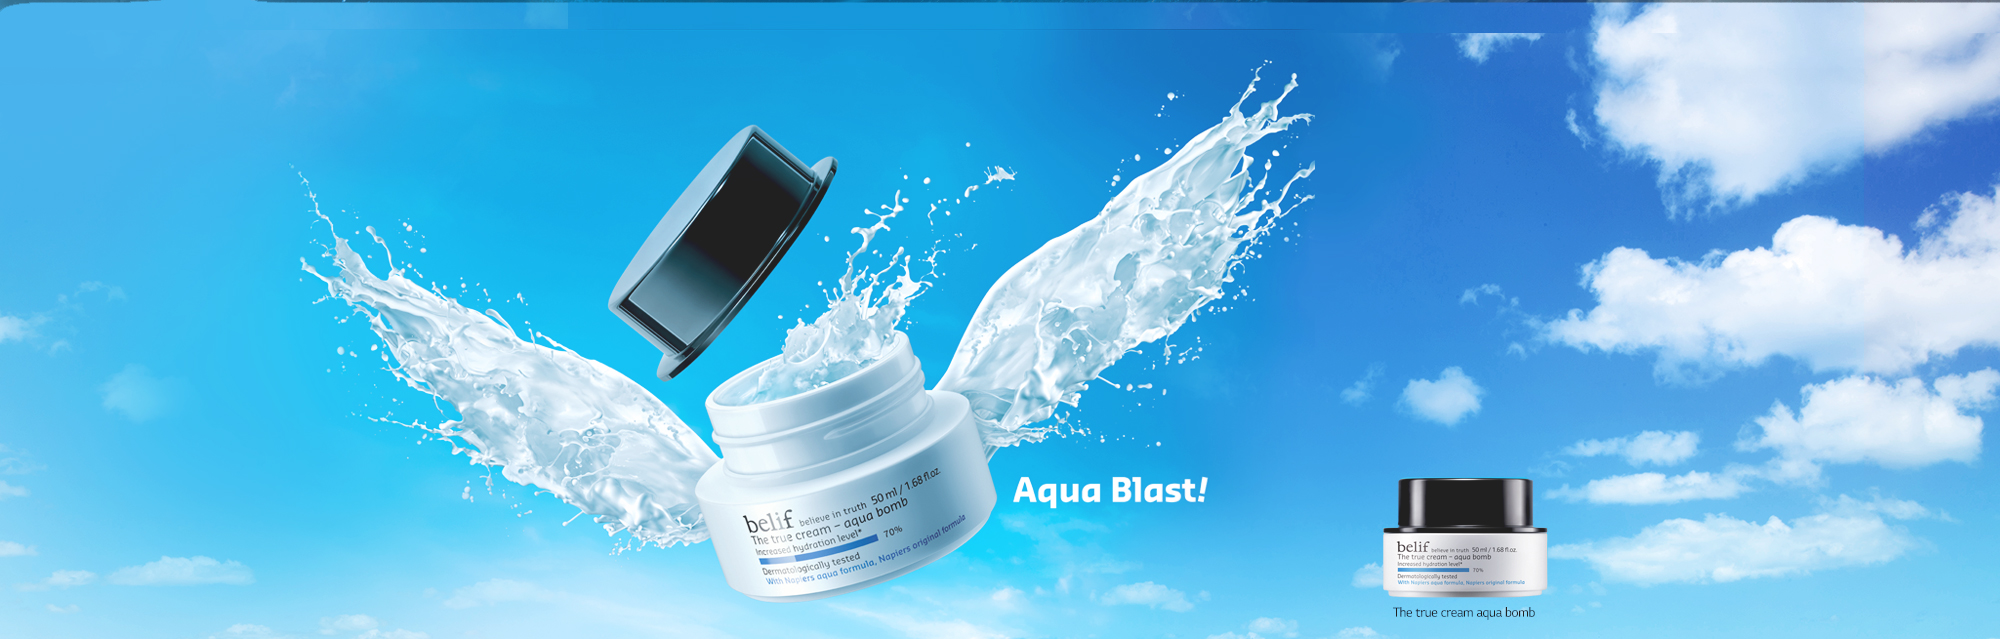 belif believe in truth 50 ml / 1.68 fl.oz.
The true cream – aqua bomb
Increased hydration level* 70%
Dermatologically tested
With Napiers aqua formula, Napiers original formula
Aqua Blast!
belif believe in truth 50 ml / 1.68 fl.oz.
The true cream – aqua bomb
Increased hydration level*
70%
Dermatologically tested
With Napiers aqua formula, Napiers original formula
The true cream aqua bomb